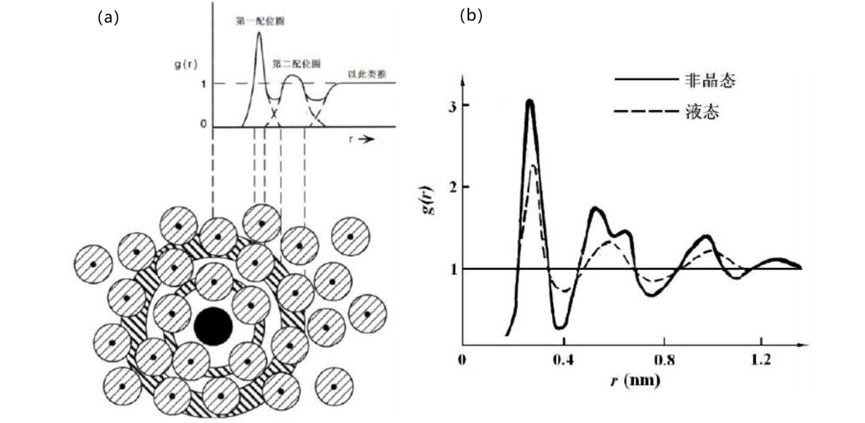 (a)
第一配位圈
第二配位圈
以此类推
g(r)
1
0
r
(b)
非晶态
液态
3
2
1
g(r)
0
0.4
0.8
1.2
r (nm)